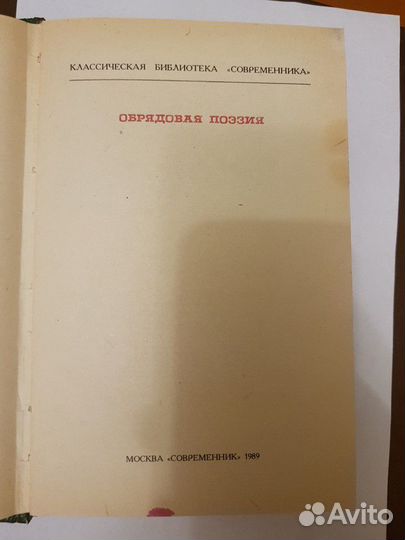 КЛАССИЧЕСКАЯ БИБЛИОТЕКА «СОВРЕМЕННИКА»
ОБРЯДОВАЯ ПОЭЗИЯ
МОСКВА «СОВРЕМЕННИК» 1989
Avito